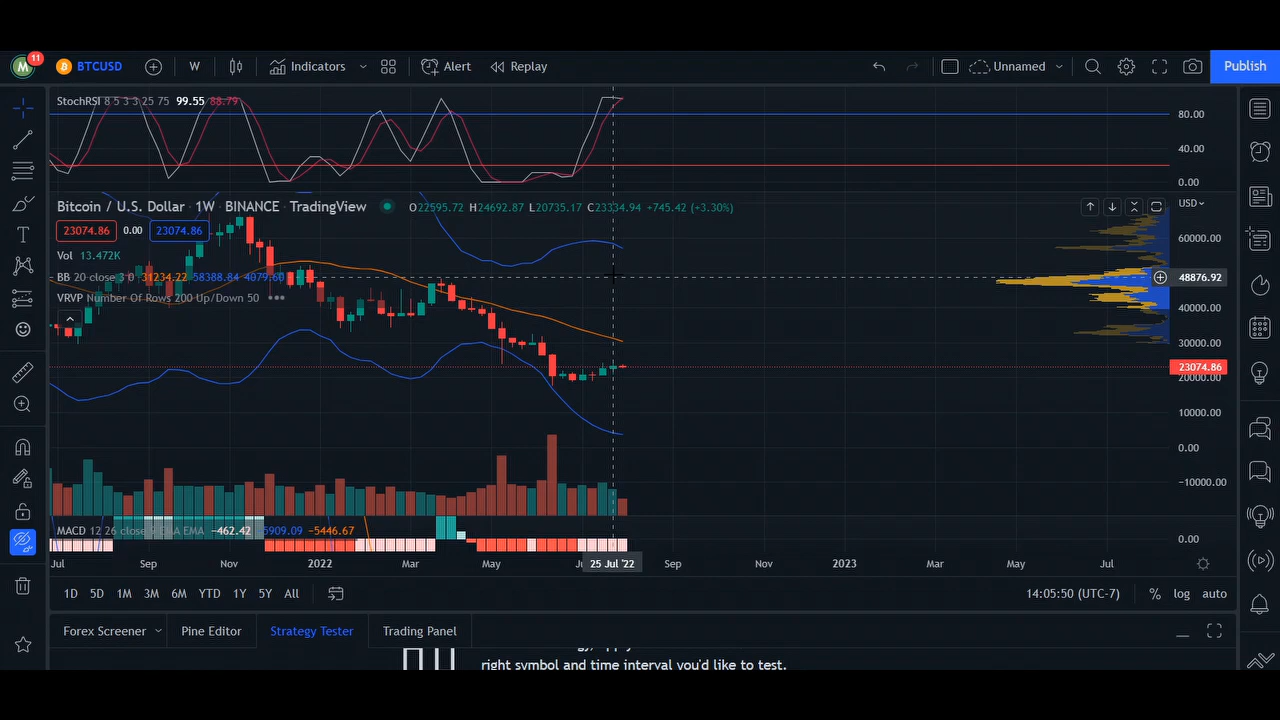 M 11 BTCUSD W Indicators Alert Replay Unnamed Publish
StochRSI 8 5 3 3 25 75 99.55 88.79
80.00
40.00
0.00
Bitcoin / U.S. Dollar · 1W · BINANCE · TradingView O22595.72 H24692.87 L20735.17 C23334.94 +745.42 (+3.30%)
USD
23074.86 0.00 23074.86
60000.00
Vol 13.472K
BB 20 close 3 0 31234.22 58388.84 4079.60
48876.92
VRVP Number Of Rows 200 Up/Down 50
40000.00
30000.00
23074.86
20000.00
10000.00
0.00
−10000.00
MACD 12 26 close EMA −462.42 −5446.67
0.00
Jul Sep Nov 2022 Mar May 25 Jul '22 Sep Nov 2023 Mar May Jul
1D 5D 1M 3M 6M YTD 1Y 5Y All 14:05:50 (UTC-7) % log auto
Forex Screener Pine Editor Strategy Tester Trading Panel
right symbol and time interval you'd like to test.